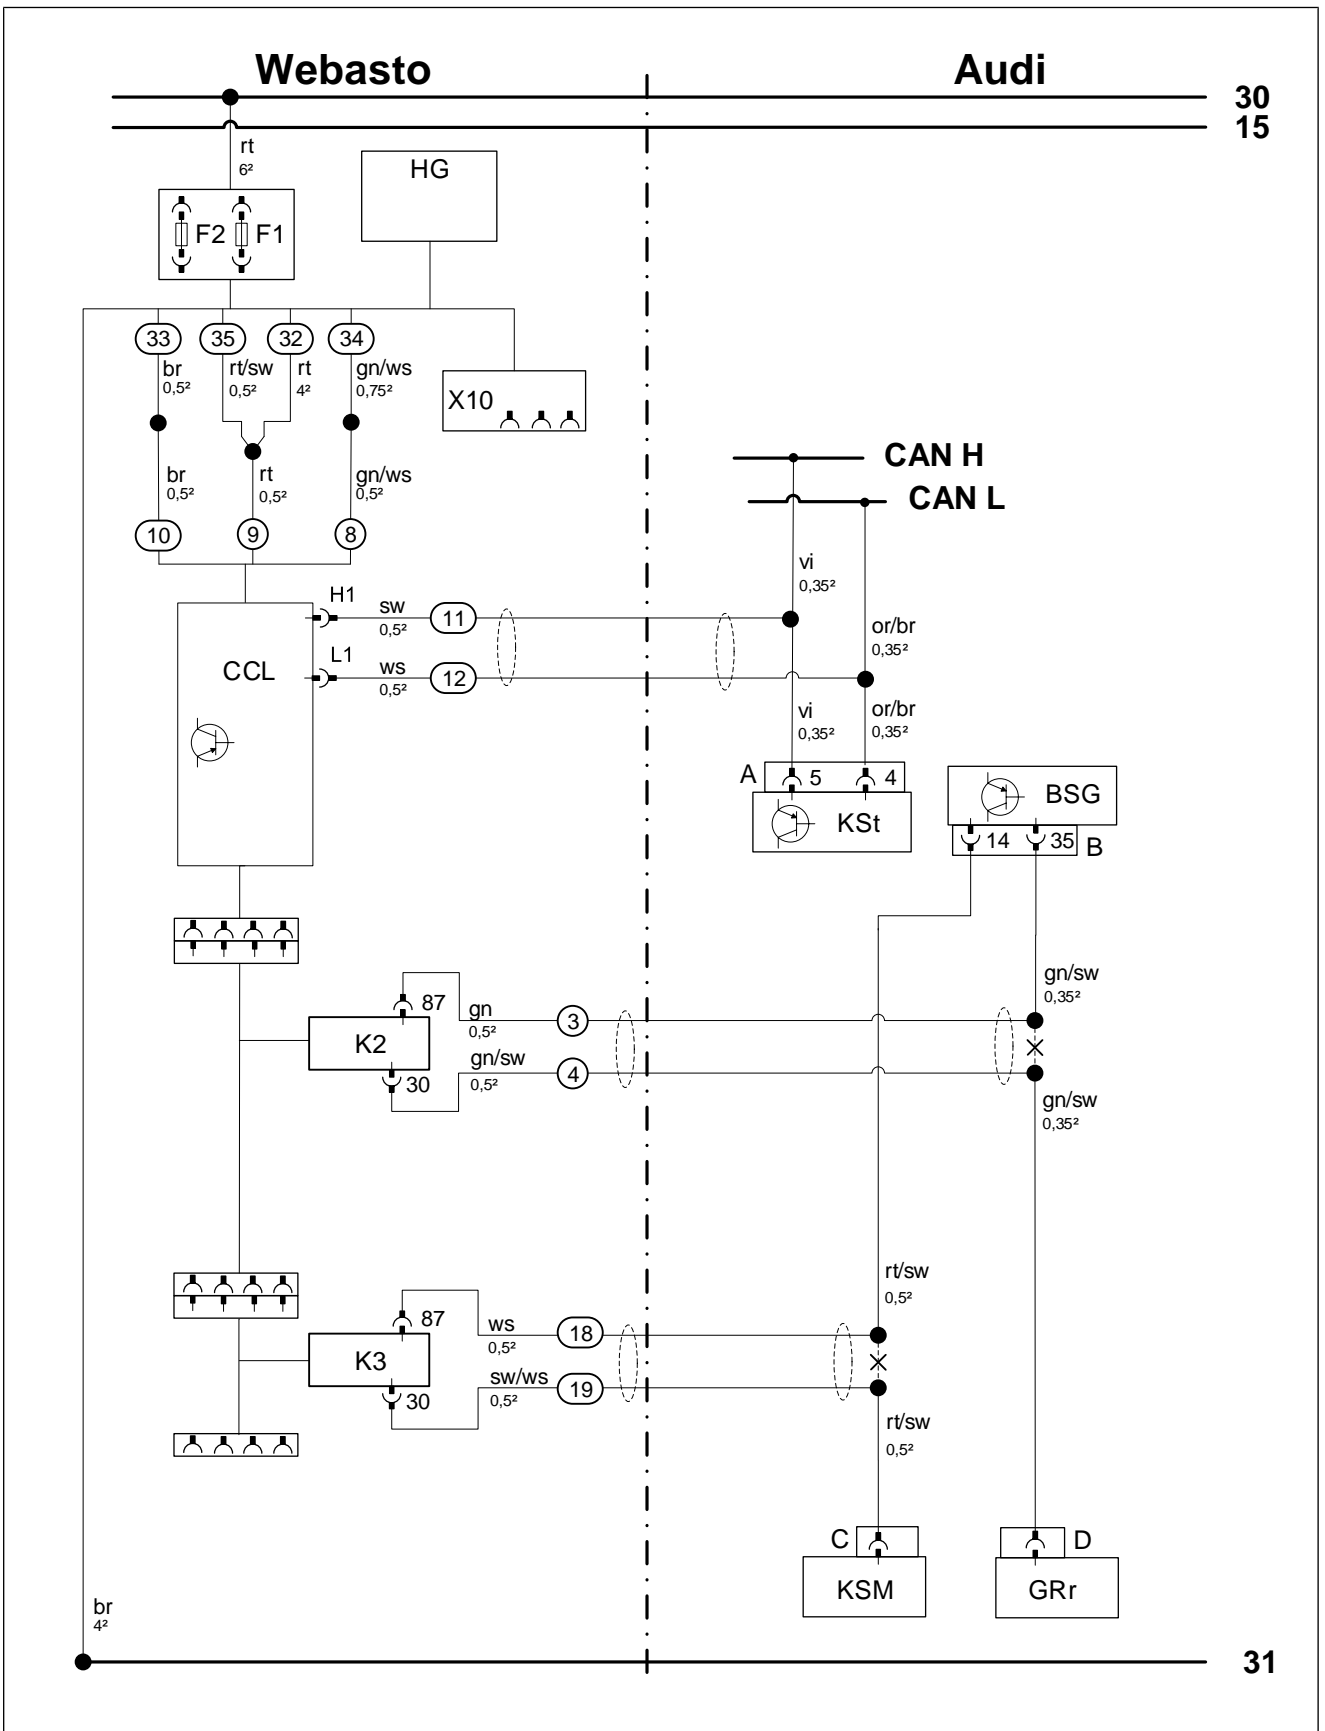 Webasto Audi
30
15
rt
6²
HG
F2 F1
33 35 32 34
br rt/sw rt gn/ws
0,5² 0,5² 4² 0,75²
X10
CAN H
CAN L
br rt gn/ws
0,5² 0,5² 0,5²
10 9 8
vi
0,35²
H1
sw 11
0,5²
or/br
0,35²
L1
CCL ws 12
0,5²
vi or/br
0,35² 0,35²
A 5 4
KSt
BSG
14 35 B
gn/sw
0,35²
87
gn 3
0,5²
K2
gn/sw 4
30 0,5²
gn/sw
0,35²
rt/sw
0,5²
87
ws 18
0,5²
K3
sw/ws 19
30 0,5²
rt/sw
0,5²
C D
KSM GRr
br
4²
31